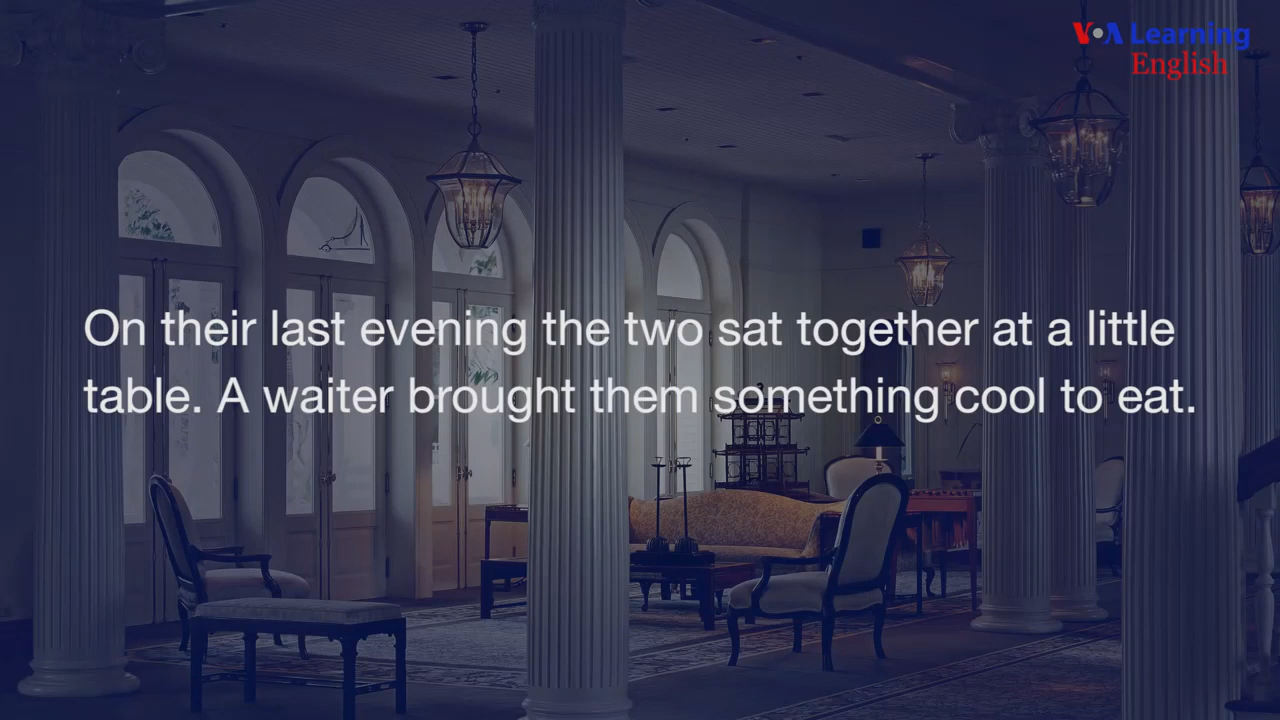 VOA Learning
English
On their last evening the two sat together at a little
table. A waiter brought them something cool to eat.